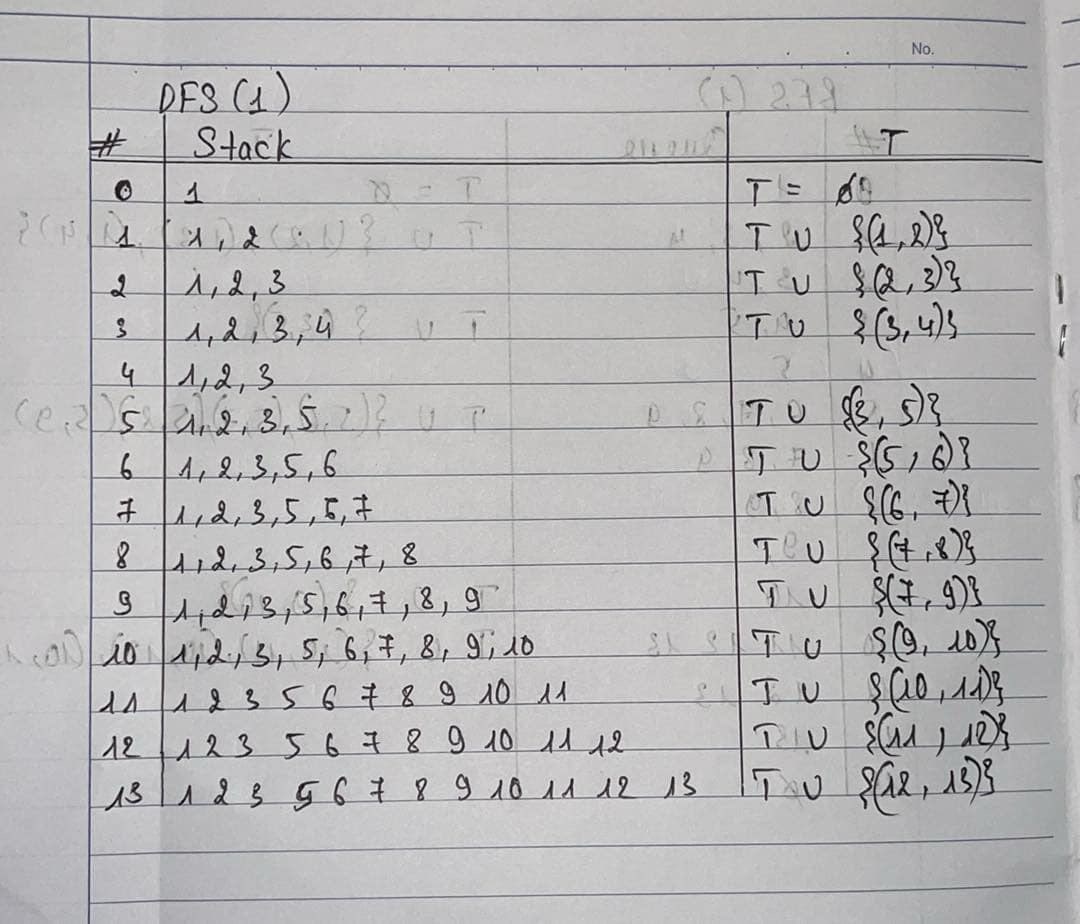 No.
DFS (1)
# Stack T
0 1 T = ∅
1 1, 2 T ∪ {(1,2)}
2 1, 2, 3 T ∪ {(2,3)}
3 1, 2, 3, 4 T ∪ {(3,4)}
4 1, 2, 3
5 1, 2, 3, 5 T ∪ {(3, 5)}
6 1, 2, 3, 5, 6 T ∪ {(5, 6)}
7 1, 2, 3, 5, 5, 7 T ∪ {(6, 7)}
8 1, 2, 3, 5, 6, 7, 8 T ∪ {(7,8)}
9 1, 2, 3, 5, 6, 7, 8, 9 T ∪ {(7, 9)}
10 1, 2, 3, 5, 6, 7, 8, 9, 10 T ∪ {(9, 10)}
11 1 2 3 5 6 7 8 9 10 11 T ∪ {(10, 11)}
12 1 2 3 5 6 7 8 9 10 11 12 T ∪ {(11, 12)}
13 1 2 3 5 6 7 8 9 10 11 12 13 T ∪ {(12, 13)}